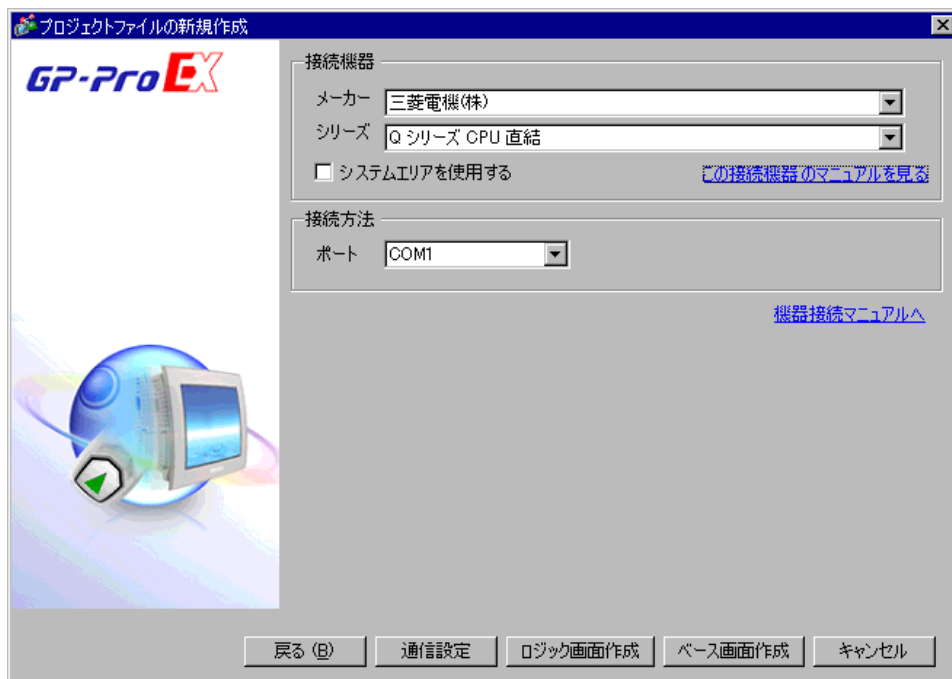 プロジェクトファイルの新規作成
GP-Pro EX
接続機器
メーカー 三菱電機(株)
シリーズ Q シリーズ CPU 直結
システムエリアを使用する この接続機器のマニュアルを見る
接続方法
ポート COM1
機器接続マニュアルへ
戻る (B) 通信設定 ロジック画面作成 ベース画面作成 キャンセル